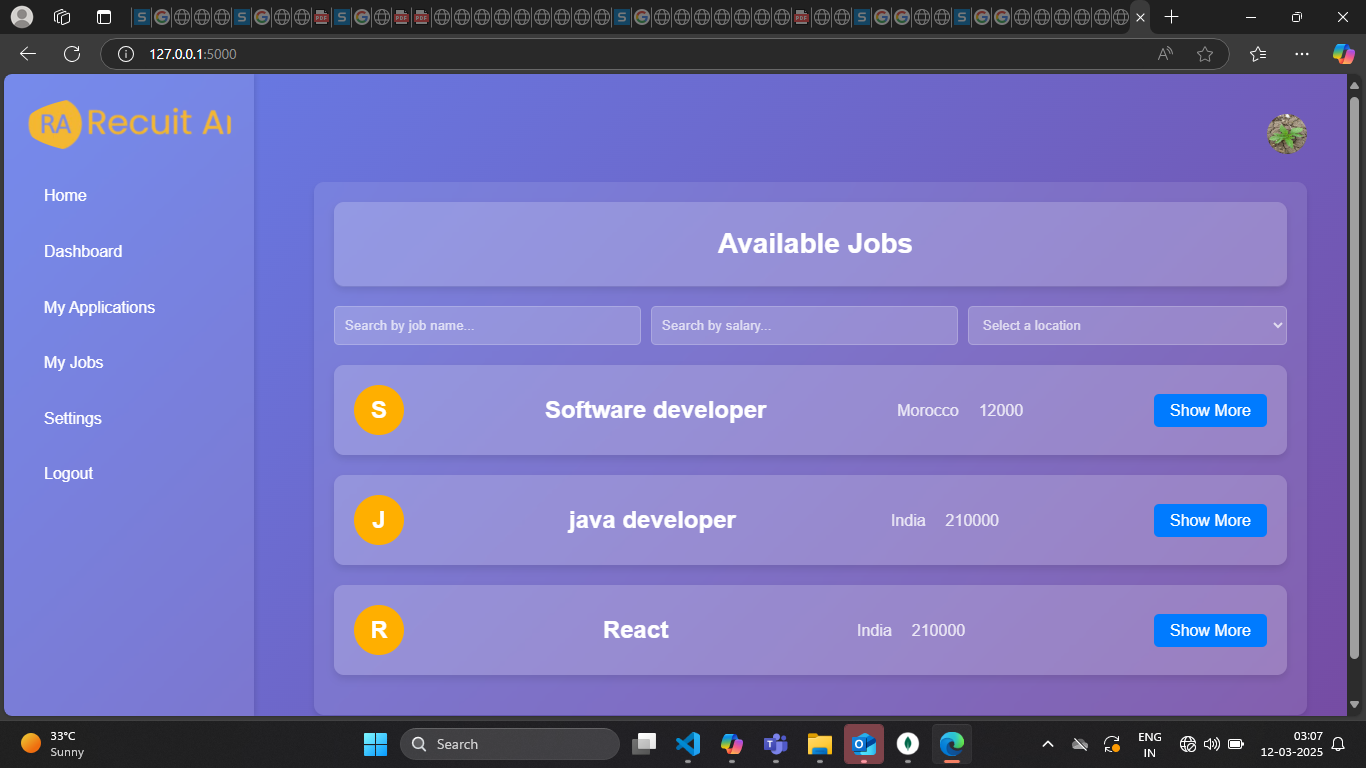 127.0.0.1:5000
RA Recuit Ar
Home
Dashboard
My Applications
My Jobs
Settings
Logout
Available Jobs
Search by job name...
Search by salary...
Select a location
S Software developer Morocco 12000 Show More
J java developer India 210000 Show More
R React India 210000 Show More
33°C
Sunny
Search
ENG
IN
03:07
12-03-2025